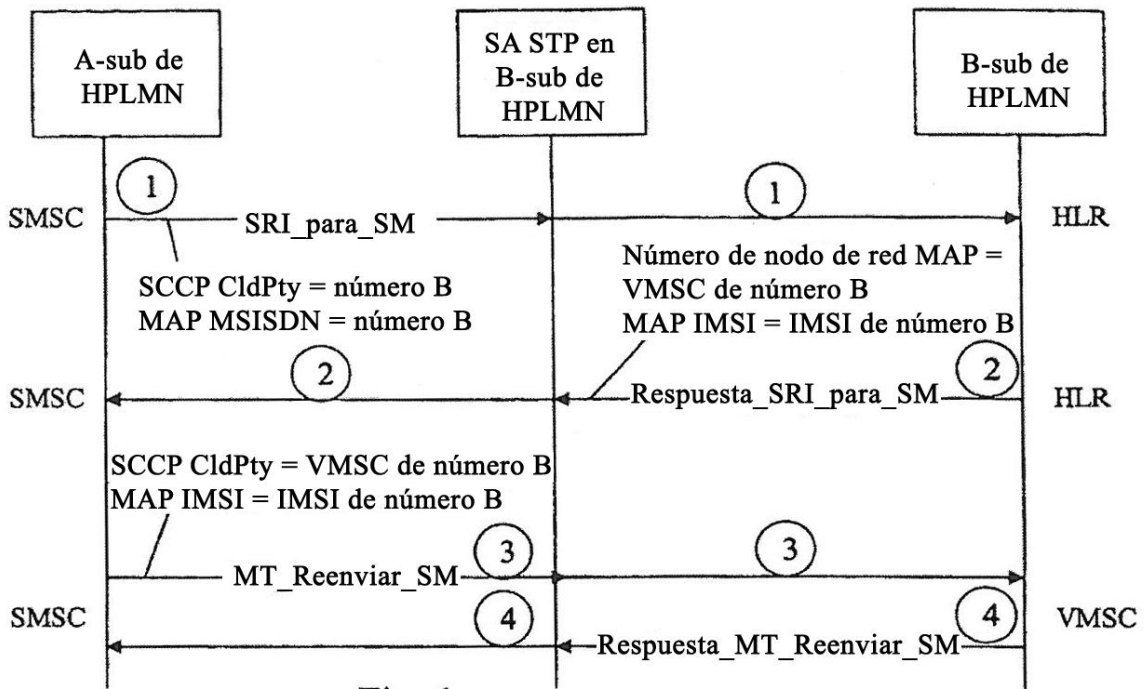 A-sub de
HPLMN
SA STP en
B-sub de
HPLMN
B-sub de
HPLMN
1
1
SMSC
SRI_para_SM
HLR
SCCP CldPty = número B
MAP MSISDN = número B
Número de nodo de red MAP =
VMSC de número B
MAP IMSI = IMSI de número B
2
2
SMSC
Respuesta_SRI_para_SM
HLR
SCCP CldPty = VMSC de número B
MAP IMSI = IMSI de número B
MT_Reenviar_SM
3
3
SMSC
4
4
VMSC
Respuesta_MT_Reenviar_SM